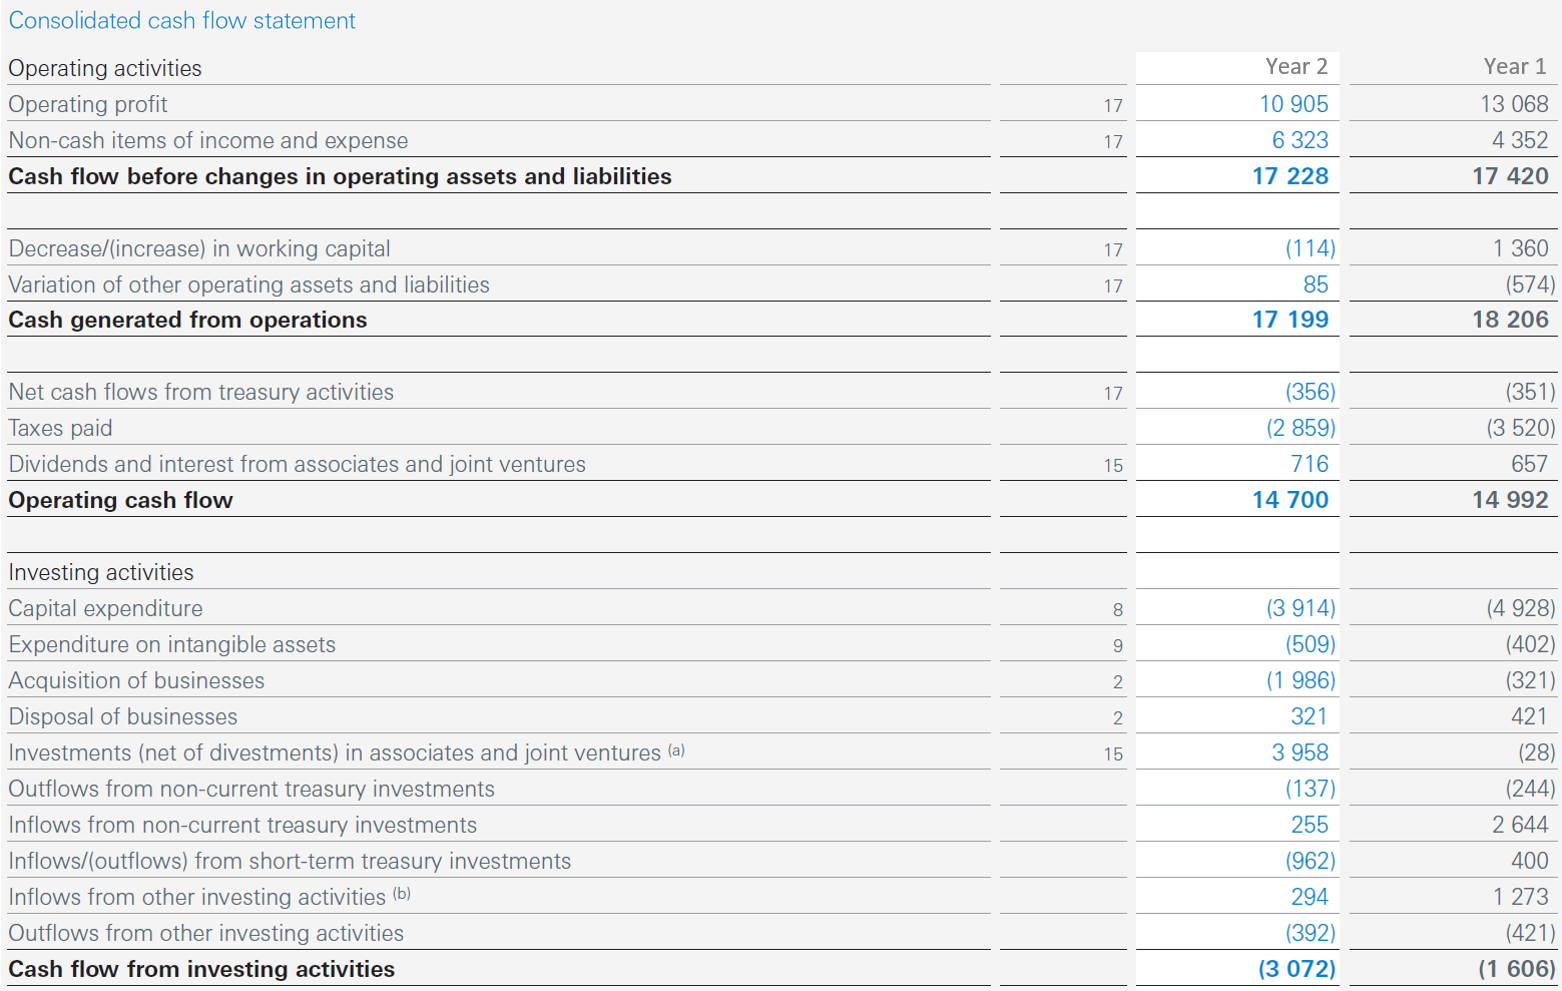 Consolidated cash flow statement
Operating activities Year 2 Year 1
Operating profit 17 10 905 13 068
Non-cash items of income and expense 17 6 323 4 352
Cash flow before changes in operating assets and liabilities 17 228 17 420
Decrease/(increase) in working capital 17 (114) 1 360
Variation of other operating assets and liabilities 17 85 (574)
Cash generated from operations 17 199 18 206
Net cash flows from treasury activities 17 (356) (351)
Taxes paid (2 859) (3 520)
Dividends and interest from associates and joint ventures 15 716 657
Operating cash flow 14 700 14 992
Investing activities
Capital expenditure 8 (3 914) (4 928)
Expenditure on intangible assets 9 (509) (402)
Acquisition of businesses 2 (1 986) (321)
Disposal of businesses 2 321 421
Investments (net of divestments) in associates and joint ventures (a) 15 3 958 (28)
Outflows from non-current treasury investments (137) (244)
Inflows from non-current treasury investments 255 2 644
Inflows/(outflows) from short-term treasury investments (962) 400
Inflows from other investing activities (b) 294 1 273
Outflows from other investing activities (392) (421)
Cash flow from investing activities (3 072) (1 606)